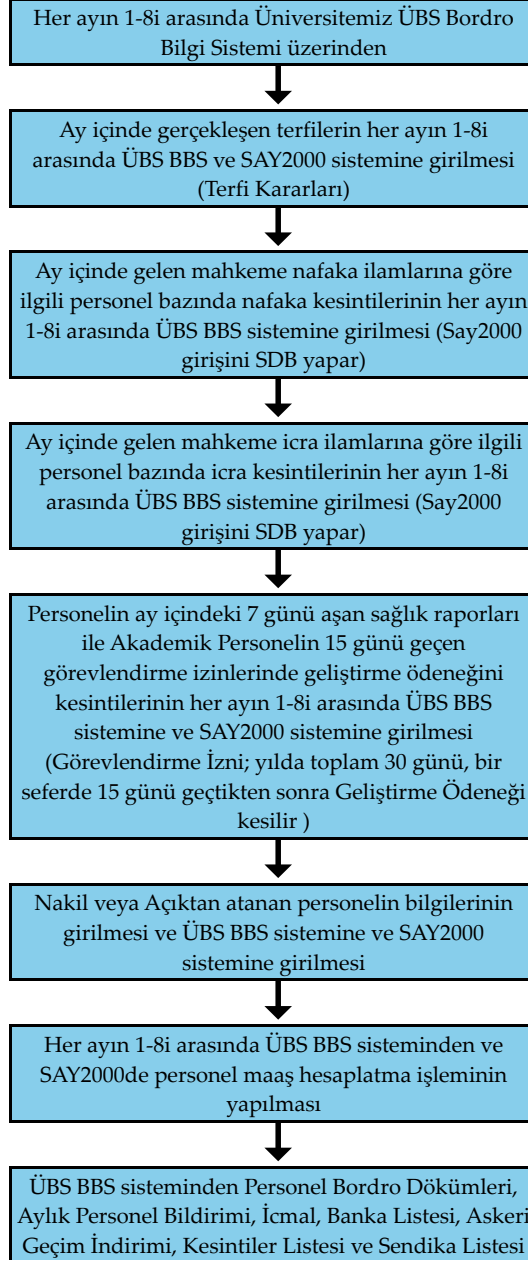 Her ayın 1-8i arasında Üniversitemiz ÜBS Bordro
Bilgi Sistemi üzerinden
Ay içinde gerçekleşen terfilerin her ayın 1-8i
arasında ÜBS BBS ve SAY2000 sistemine girilmesi
(Terfi Kararları)
Ay içinde gelen mahkeme nafaka ilamlarına göre
ilgili personel bazında nafaka kesintilerinin her ayın
1-8i arasında ÜBS BBS sistemine girilmesi (Say2000
girişini SDB yapar)
Ay içinde gelen mahkeme icra ilamlarına göre ilgili
personel bazında icra kesintilerinin her ayın 1-8i
arasında ÜBS BBS sistemine girilmesi (Say2000
girişini SDB yapar)
Personelin ay içindeki 7 günü aşan sağlık raporları
ile Akademik Personelin 15 günü geçen
görevlendirme izinlerinde geliştirme ödeneğini
kesintilerinin her ayın 1-8i arasında ÜBS BBS
sistemine ve SAY2000 sistemine girilmesi
(Görevlendirme İzni; yılda toplam 30 günü, bir
seferde 15 günü geçtikten sonra Geliştirme Ödeneği
kesilir )
Nakil veya Açıktan atanan personelin bilgilerinin
girilmesi ve ÜBS BBS sistemine ve SAY2000
sistemine girilmesi
Her ayın 1-8i arasında ÜBS BBS sisteminden ve
SAY2000de personel maaş hesaplatma işleminin
yapılması
ÜBS BBS sisteminden Personel Bordro Dökümleri,
Aylık Personel Bildirimi, İcmal, Banka Listesi, Askeri
Geçim İndirimi, Kesintiler Listesi ve Sendika Listesi